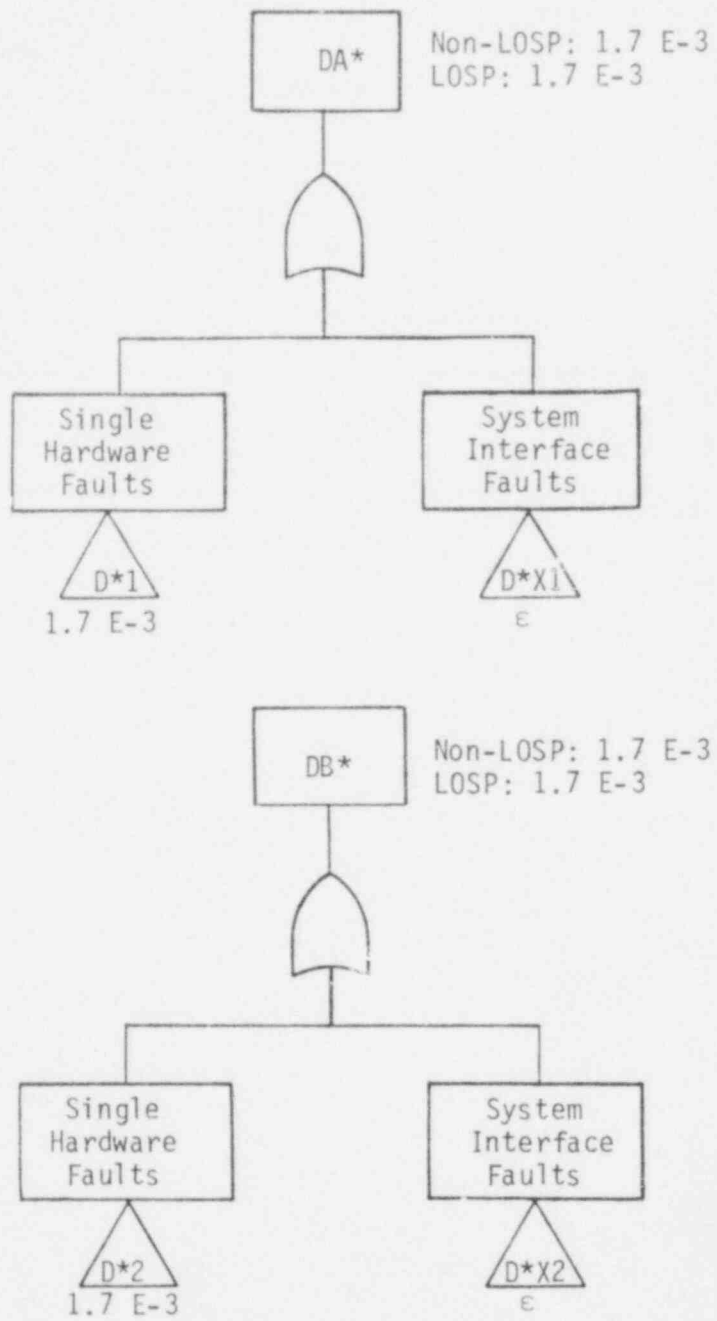 DA*
Non-LOSP: 1.7 E-3
LOSP: 1.7 E-3
Single
Hardware
Faults
D*1
1.7 E-3
System
Interface
Faults
D*X1
ε
DB*
Non-LOSP: 1.7 E-3
LOSP: 1.7 E-3
Single
Hardware
Faults
D*2
1.7 E-3
System
Interface
Faults
D*X2
ε